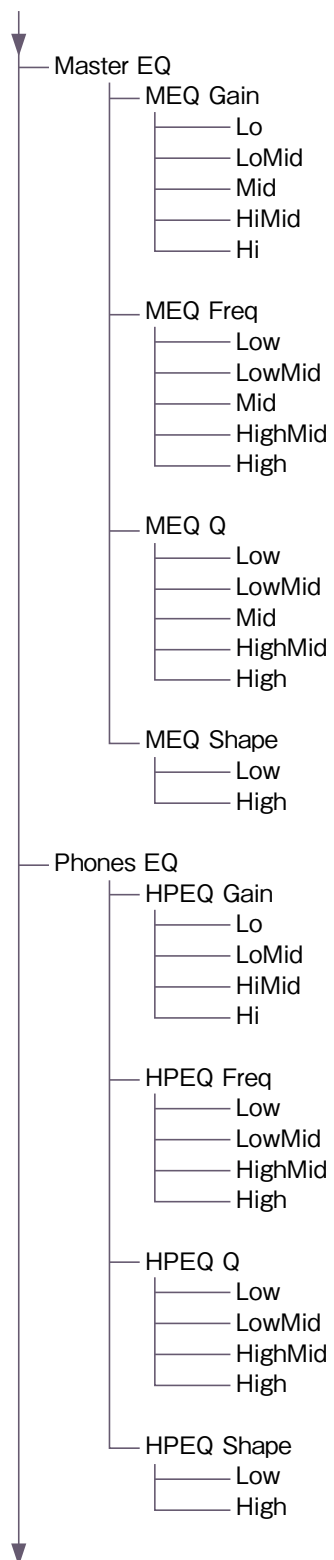 Master EQ
MEQ Gain
Lo
LoMid
Mid
HiMid
Hi
MEQ Freq
Low
LowMid
Mid
HighMid
High
MEQ Q
Low
LowMid
Mid
HighMid
High
MEQ Shape
Low
High
Phones EQ
HPEQ Gain
Lo
LoMid
HiMid
Hi
HPEQ Freq
Low
LowMid
HighMid
High
HPEQ Q
Low
LowMid
HighMid
High
HPEQ Shape
Low
High